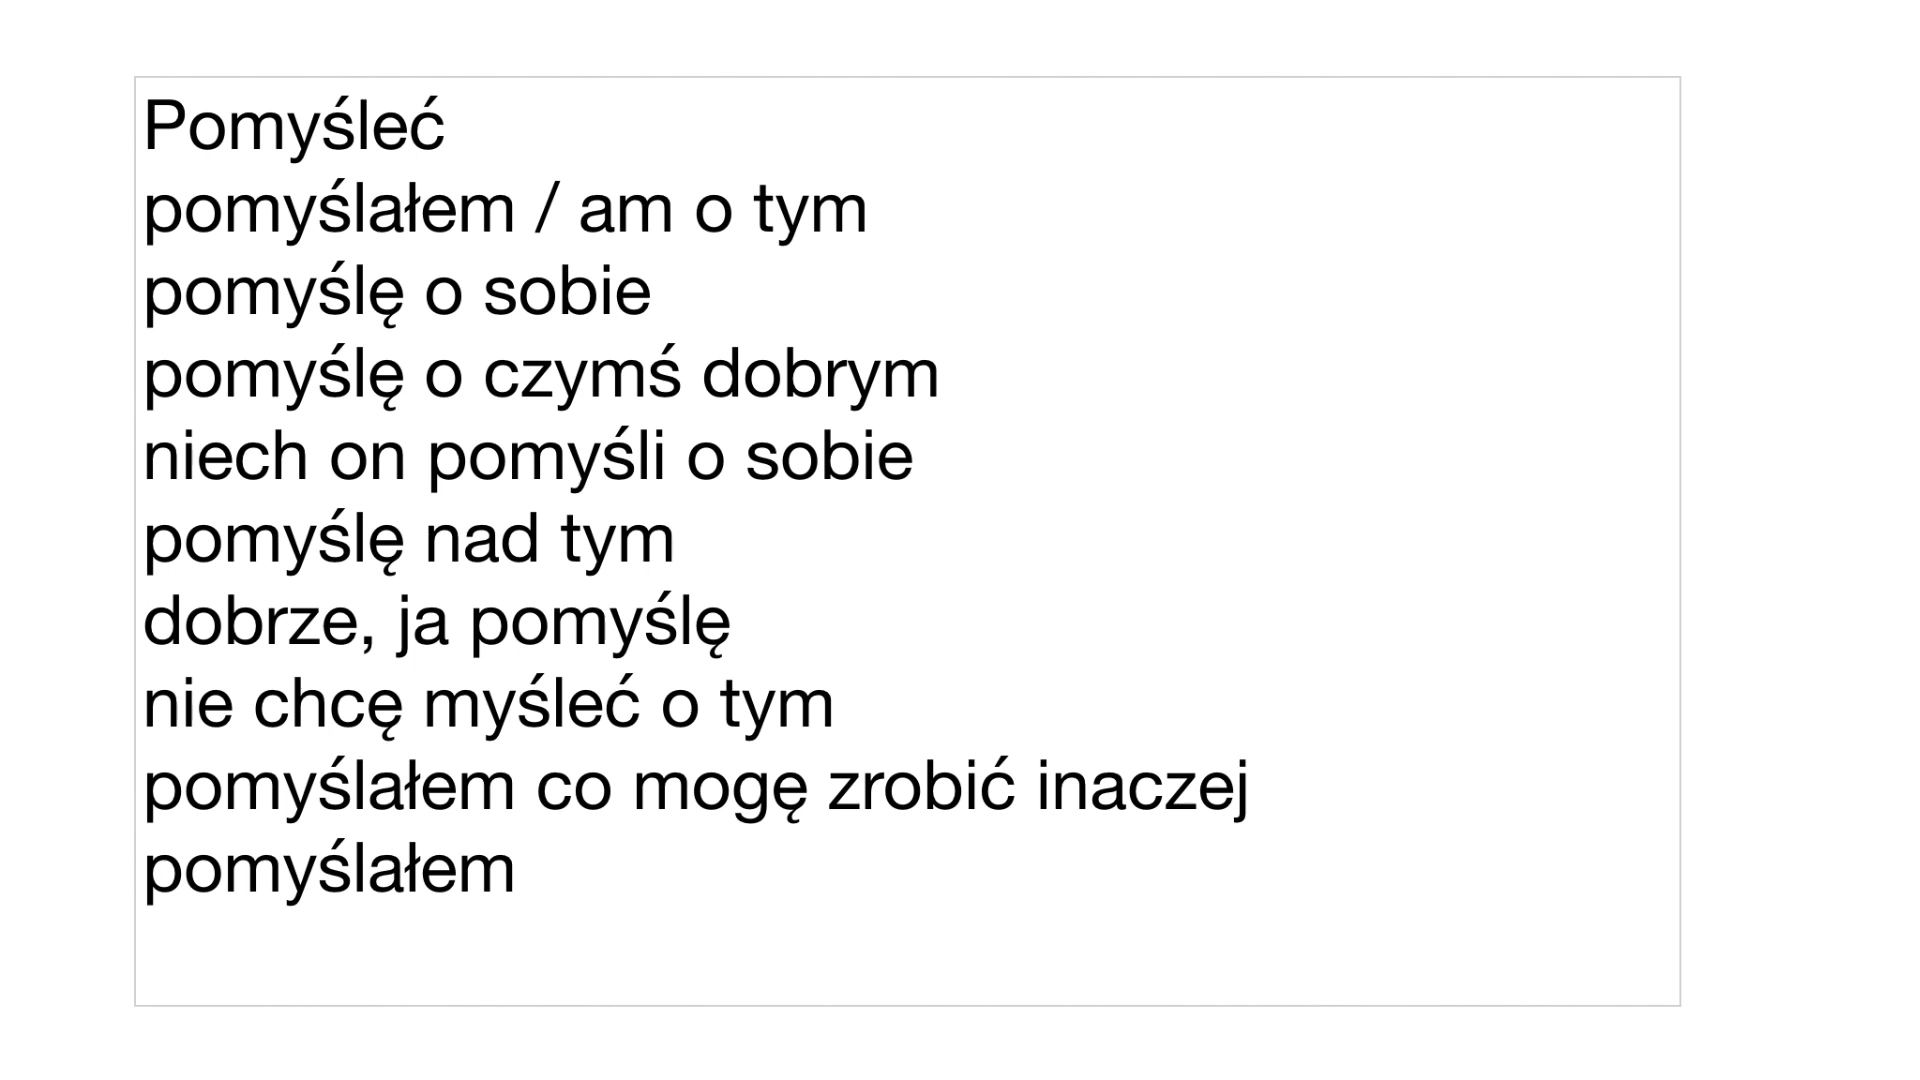 Pomyśleć
pomyślałem / am o tym
pomyślę o sobie
pomyślę o czymś dobrym
niech on pomyśli o sobie
pomyślę nad tym
dobrze, ja pomyślę
nie chcę myśleć o tym
pomyślałem co mogę zrobić inaczej
pomyślałem